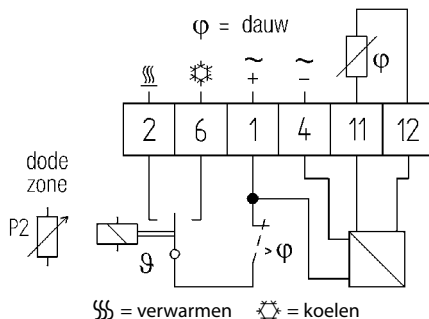 φ = dauw
~ ~
+ −
2 6 1 4 11 12
φ
dode
zone
P2
ϑ
> φ
= verwarmen = koelen